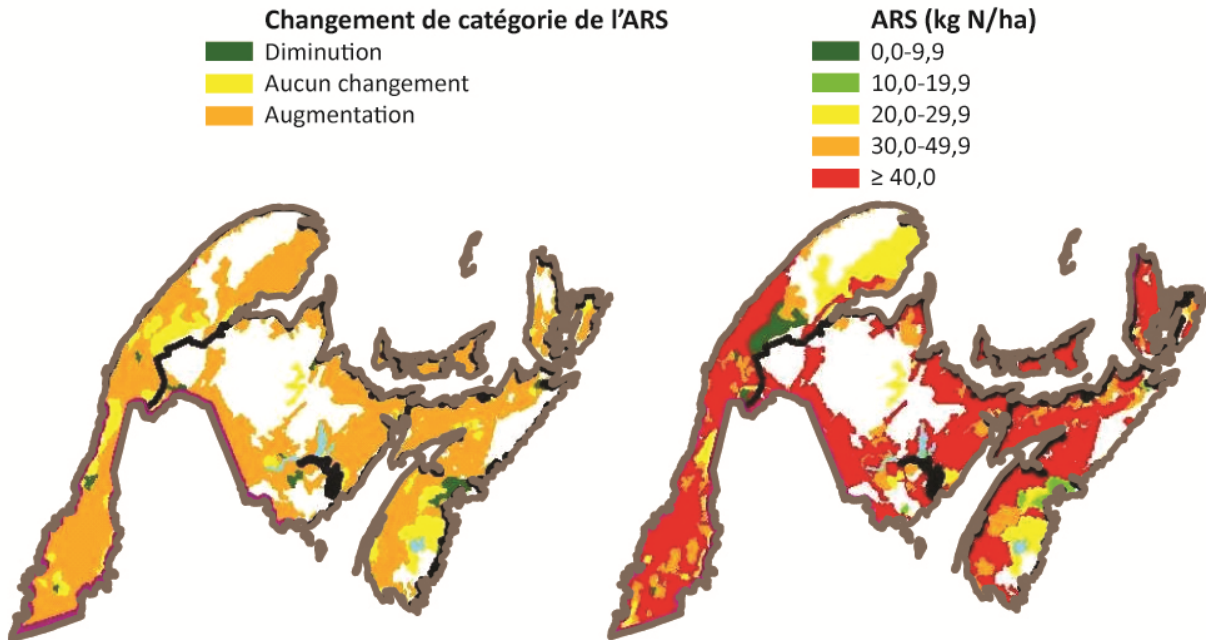 Changement de catégorie de l’ARS
Diminution
Aucun changement
Augmentation
ARS (kg N/ha)
0,0-9,9
10,0-19,9
20,0-29,9
30,0-49,9
≥ 40,0